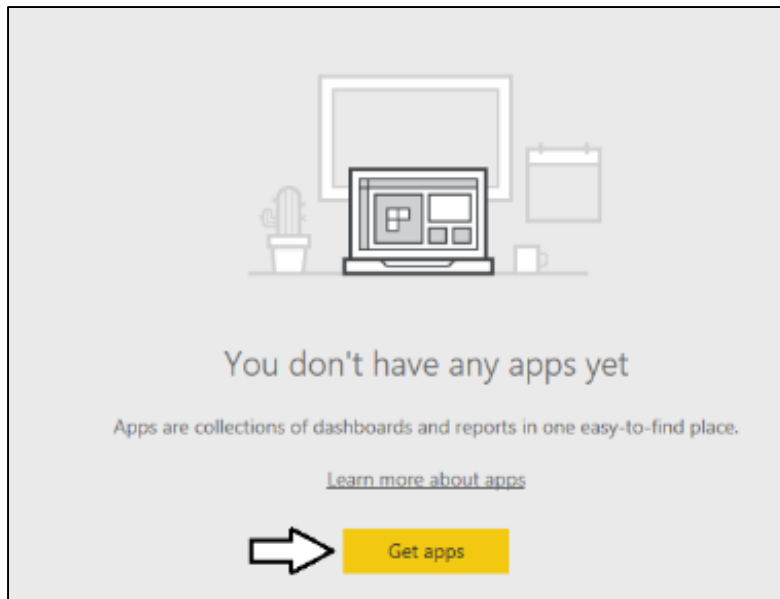 You don't have any apps yet
Apps are collections of dashboards and reports in one easy-to-find place.
Learn more about apps
Get apps